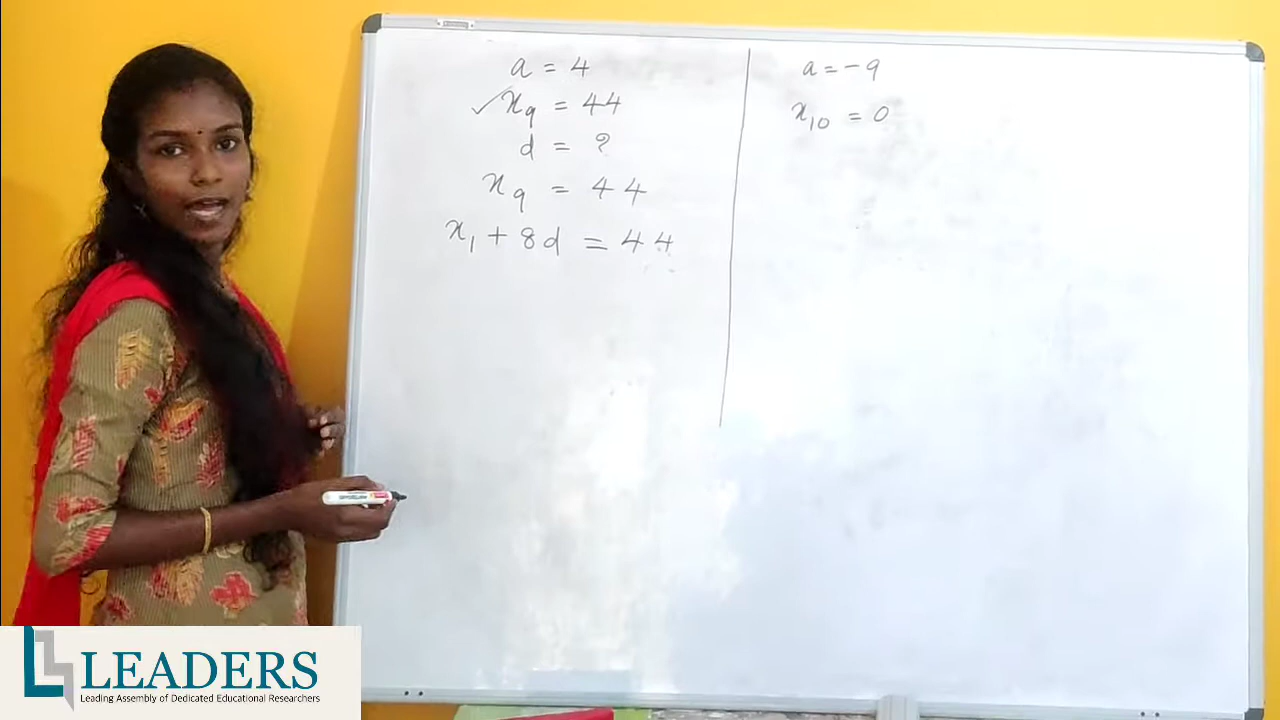 a = 4
✓x₉ = 44
d = ?
x₉ = 44
x₁ + 8d = 44
a = -9
x₁₀ = 0
LEADERS
Leading Assembly of Dedicated Educational Researchers